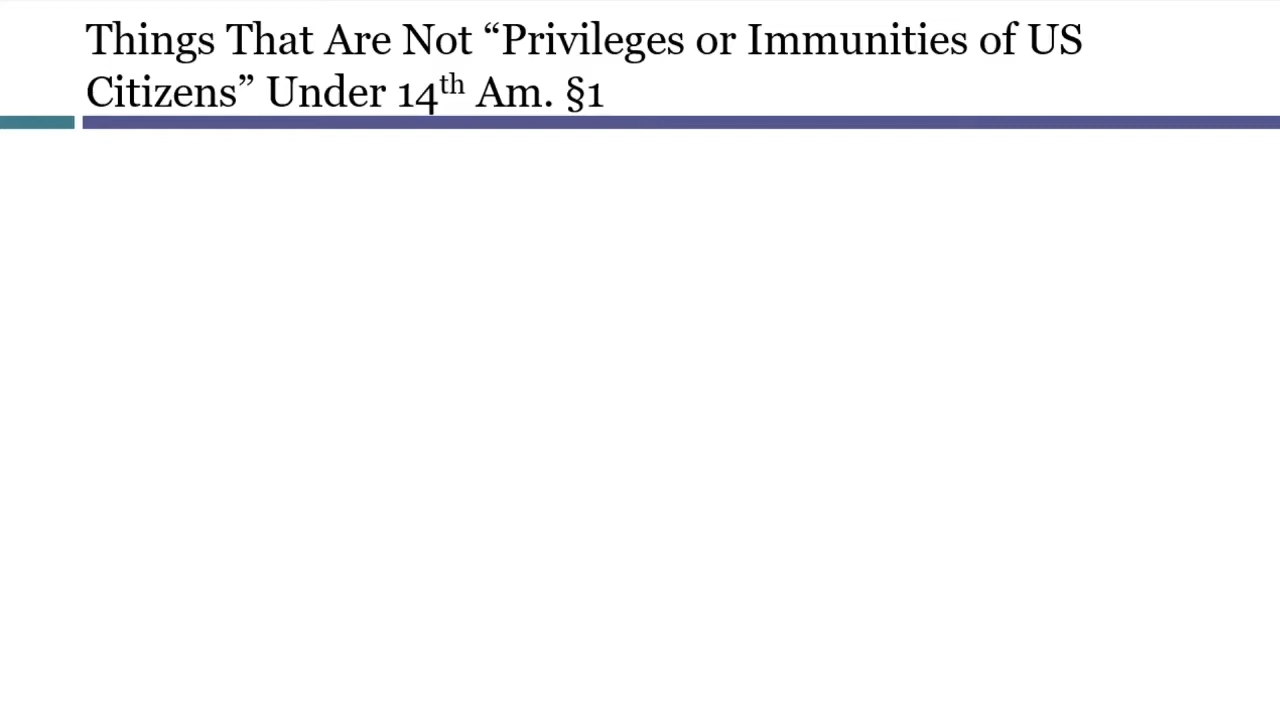 Things That Are Not “Privileges or Immunities of US
Citizens” Under 14th Am. §1